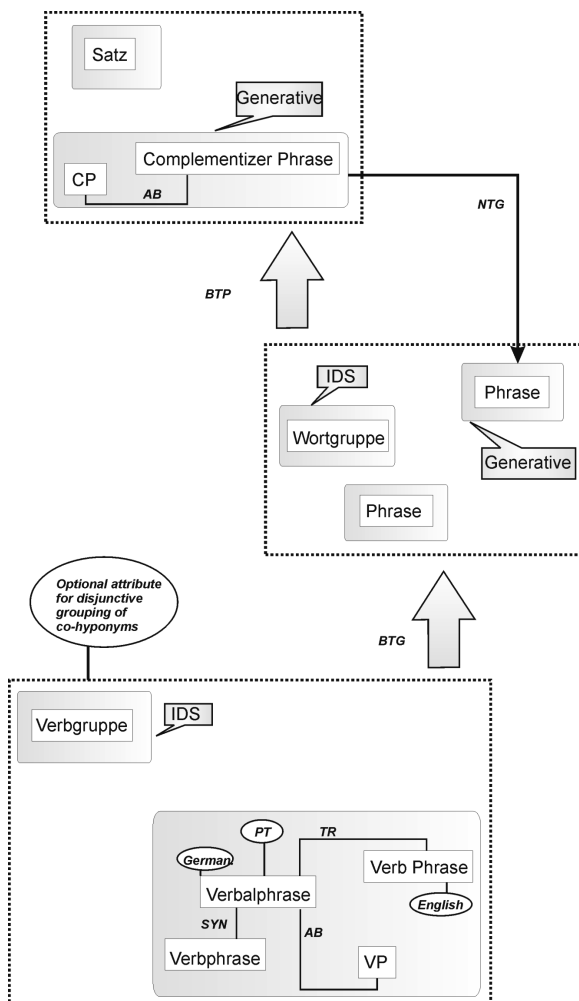 Satz
Generative
Complementizer Phrase
CP
AB
NTG
BTP
IDS
Phrase
Wortgruppe
Generative
Phrase
Optional attribute
for disjunctive
grouping of
co-hyponyms
BTG
Verbgruppe
IDS
PT
TR
German
Verb Phrase
Verbalphrase
English
SYN
AB
Verbphrase
VP